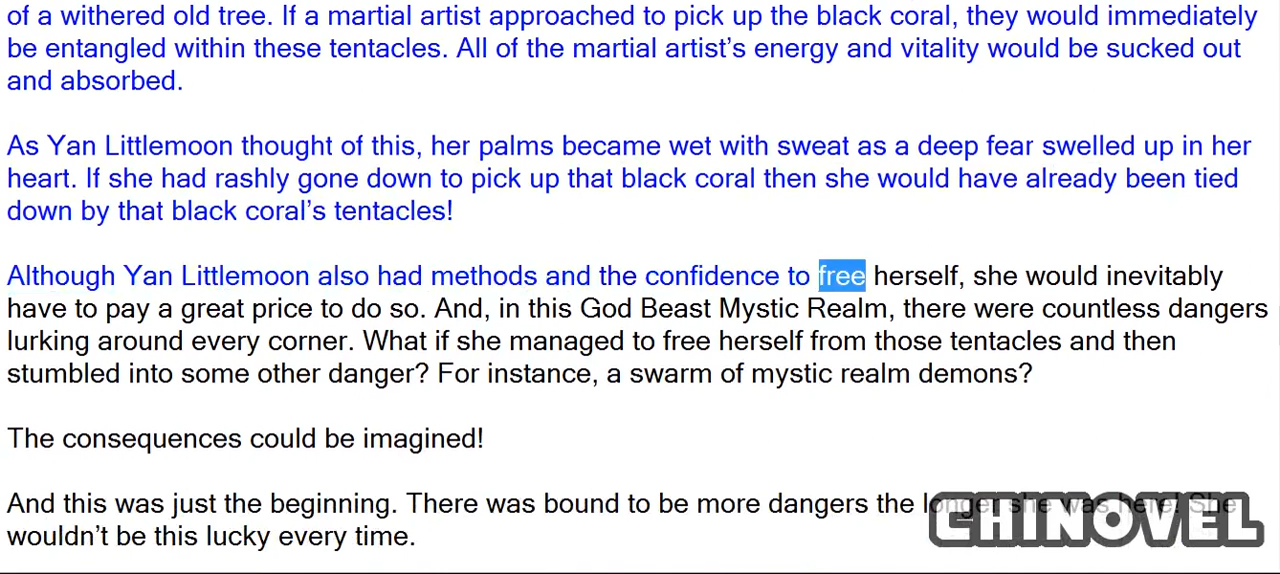 of a withered old tree. If a martial artist approached to pick up the black coral, they would immediately
be entangled within these tentacles. All of the martial artist’s energy and vitality would be sucked out
and absorbed.
As Yan Littlemoon thought of this, her palms became wet with sweat as a deep fear swelled up in her
heart. If she had rashly gone down to pick up that black coral then she would have already been tied
down by that black coral’s tentacles!
Although Yan Littlemoon also had methods and the confidence to free herself, she would inevitably
have to pay a great price to do so. And, in this God Beast Mystic Realm, there were countless dangers
lurking around every corner. What if she managed to free herself from those tentacles and then
stumbled into some other danger? For instance, a swarm of mystic realm demons?
The consequences could be imagined!
And this was just the beginning. There was bound to be more dangers the longer she was here! She
wouldn’t be this lucky every time.
CHINOVEL